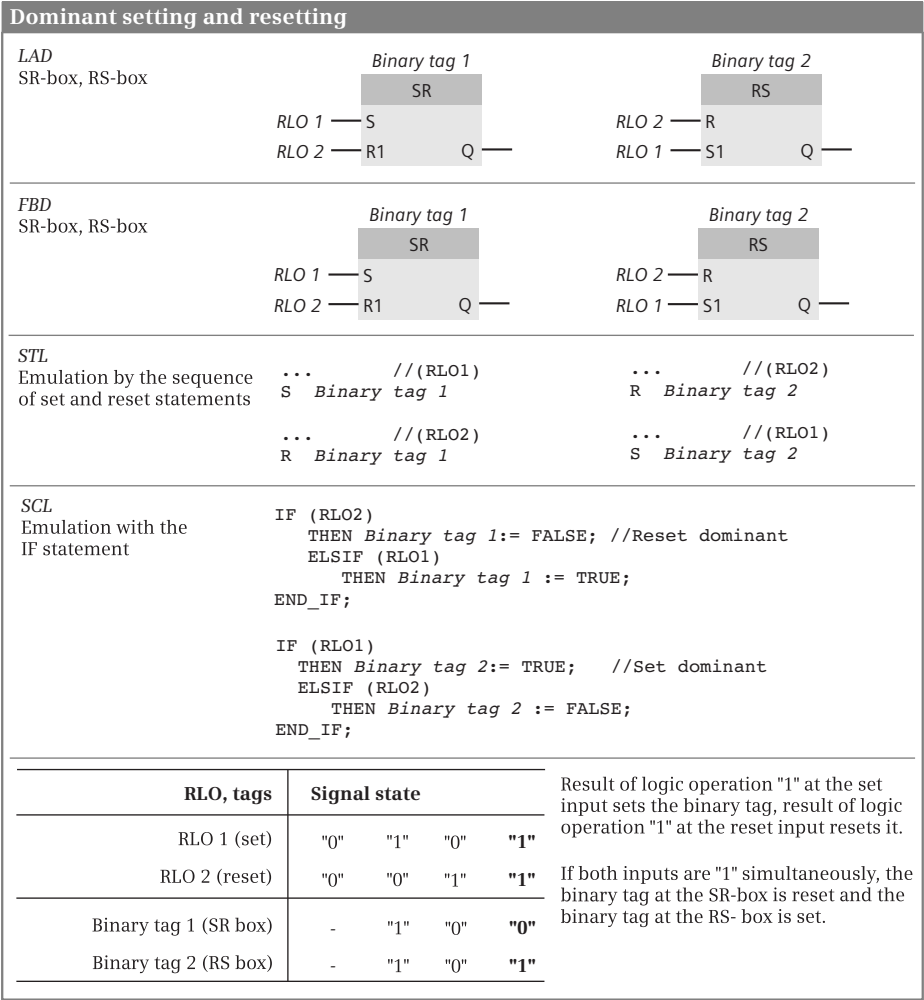 Dominant setting and resetting
LAD
SR-box, RS-box
Binary tag 1
SR
RLO 1 S
RLO 2 R1 Q
Binary tag 2
RS
RLO 2 R
RLO 1 S1 Q
FBD
SR-box, RS-box
Binary tag 1
SR
RLO 1 S
RLO 2 R1 Q
Binary tag 2
RS
RLO 2 R
RLO 1 S1 Q
STL
Emulation by the sequence
of set and reset statements
... //(RLO1)
S Binary tag 1
... //(RLO2)
R Binary tag 1
... //(RLO2)
R Binary tag 2
... //(RLO1)
S Binary tag 2
SCL
Emulation with the
IF statement
IF (RLO2)
THEN Binary tag 1:= FALSE; //Reset dominant
ELSIF (RLO1)
THEN Binary tag 1 := TRUE;
END_IF;
IF (RLO1)
THEN Binary tag 2:= TRUE; //Set dominant
ELSIF (RLO2)
THEN Binary tag 2 := FALSE;
END_IF;
RLO, tags Signal state
RLO 1 (set) "0" "1" "0" "1"
RLO 2 (reset) "0" "0" "1" "1"
Binary tag 1 (SR box) - "1" "0" "0"
Binary tag 2 (RS box) - "1" "0" "1"
Result of logic operation "1" at the set
input sets the binary tag, result of logic
operation "1" at the reset input resets it.
If both inputs are "1" simultaneously, the
binary tag at the SR-box is reset and the
binary tag at the RS- box is set.